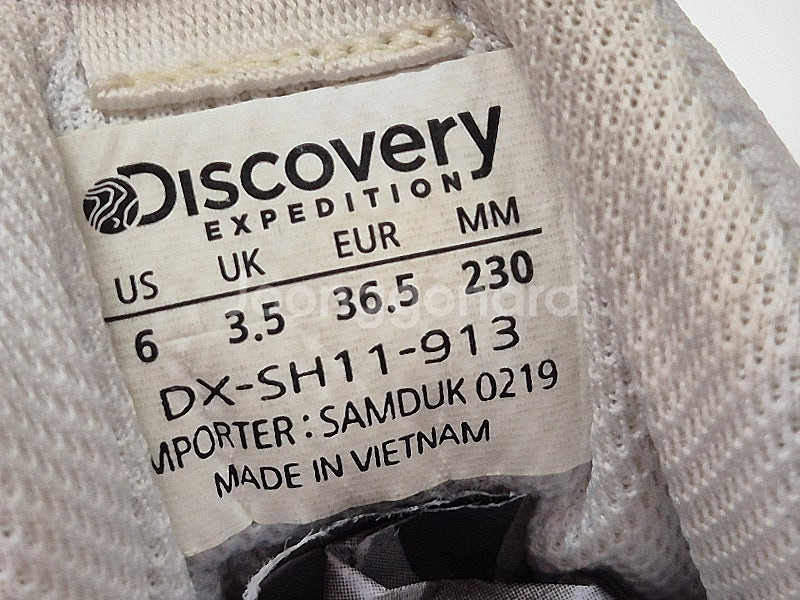 DISCOVERY
EXPEDITION
US UK EUR MM
6 3.5 36.5 230
Joonggonara
DX-SH11-913
MPORTER : SAMDUK 0219
MADE IN VIETNAM